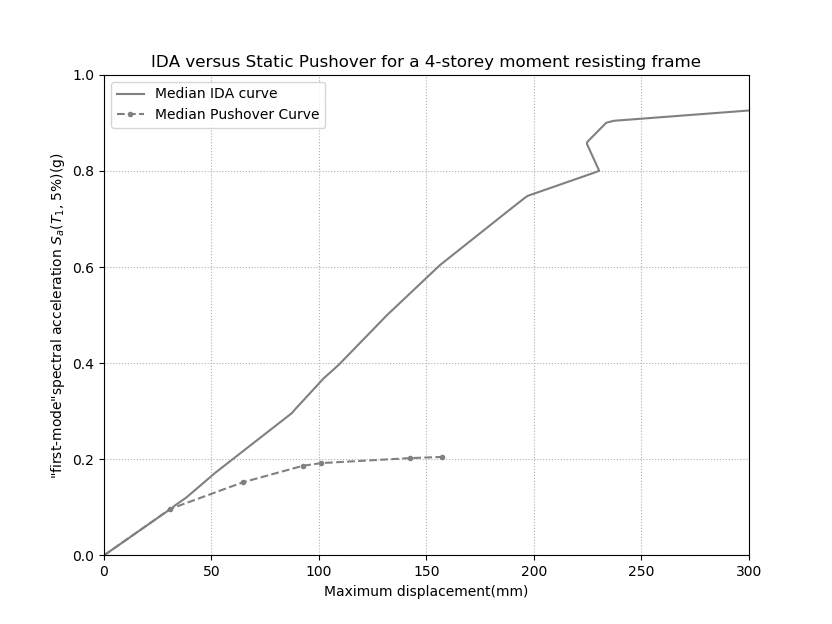 IDA versus Static Pushover for a 4-storey moment resisting frame
Median IDA curve
Median Pushover Curve
"first-mode"spectral acceleration Sₐ(T₁, 5%)(g)
1.0
0.8
0.6
0.4
0.2
0.0
0 50 100 150 200 250 300
Maximum displacement(mm)